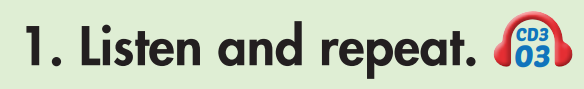 1. Listen and repeat. CD3
03